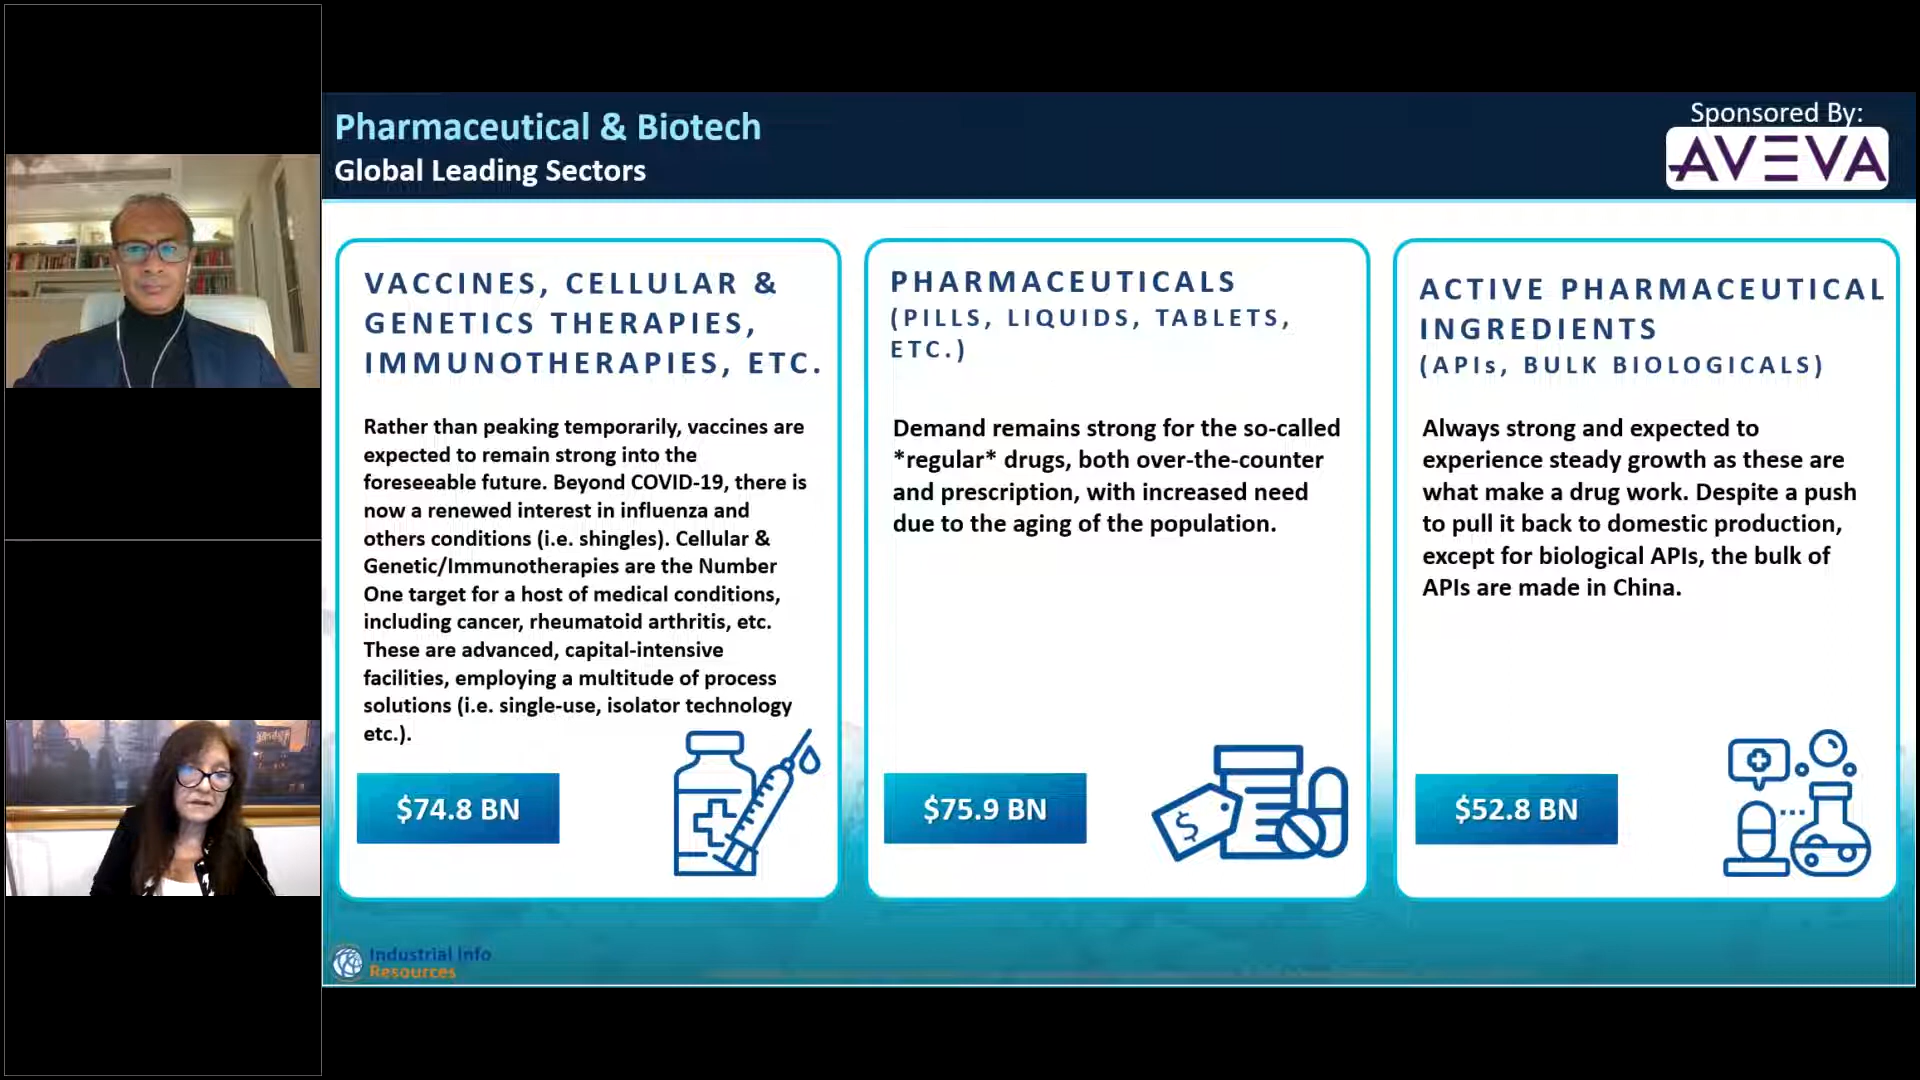 Pharmaceutical & Biotech
Global Leading Sectors
Sponsored By:
AVEVA
VACCINES, CELLULAR &
GENETICS THERAPIES,
IMMUNOTHERAPIES, ETC.
Rather than peaking temporarily, vaccines are
expected to remain strong into the
foreseeable future. Beyond COVID-19, there is
now a renewed interest in influenza and
others conditions (i.e. shingles). Cellular &
Genetic/Immunotherapies are the Number
One target for a host of medical conditions,
including cancer, rheumatoid arthritis, etc.
These are advanced, capital-intensive
facilities, employing a multitude of process
solutions (i.e. single-use, isolator technology
etc.).
$74.8 BN
PHARMACEUTICALS
(PILLS, LIQUIDS, TABLETS,
ETC.)
Demand remains strong for the so-called
*regular* drugs, both over-the-counter
and prescription, with increased need
due to the aging of the population.
$75.9 BN
$
ACTIVE PHARMACEUTICAL
INGREDIENTS
(APIs, BULK BIOLOGICALS)
Always strong and expected to
experience steady growth as these are
what make a drug work. Despite a push
to pull it back to domestic production,
except for biological APIs, the bulk of
APIs are made in China.
$52.8 BN
Industrial Info
Resources